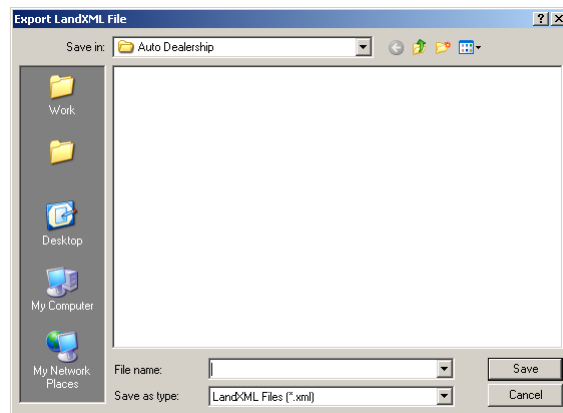 Export LandXML File
Save in:
Auto Dealership
Work
Desktop
My Computer
My Network
Places
File name:
Save
Save as type:
LandXML Files (*.xml)
Cancel